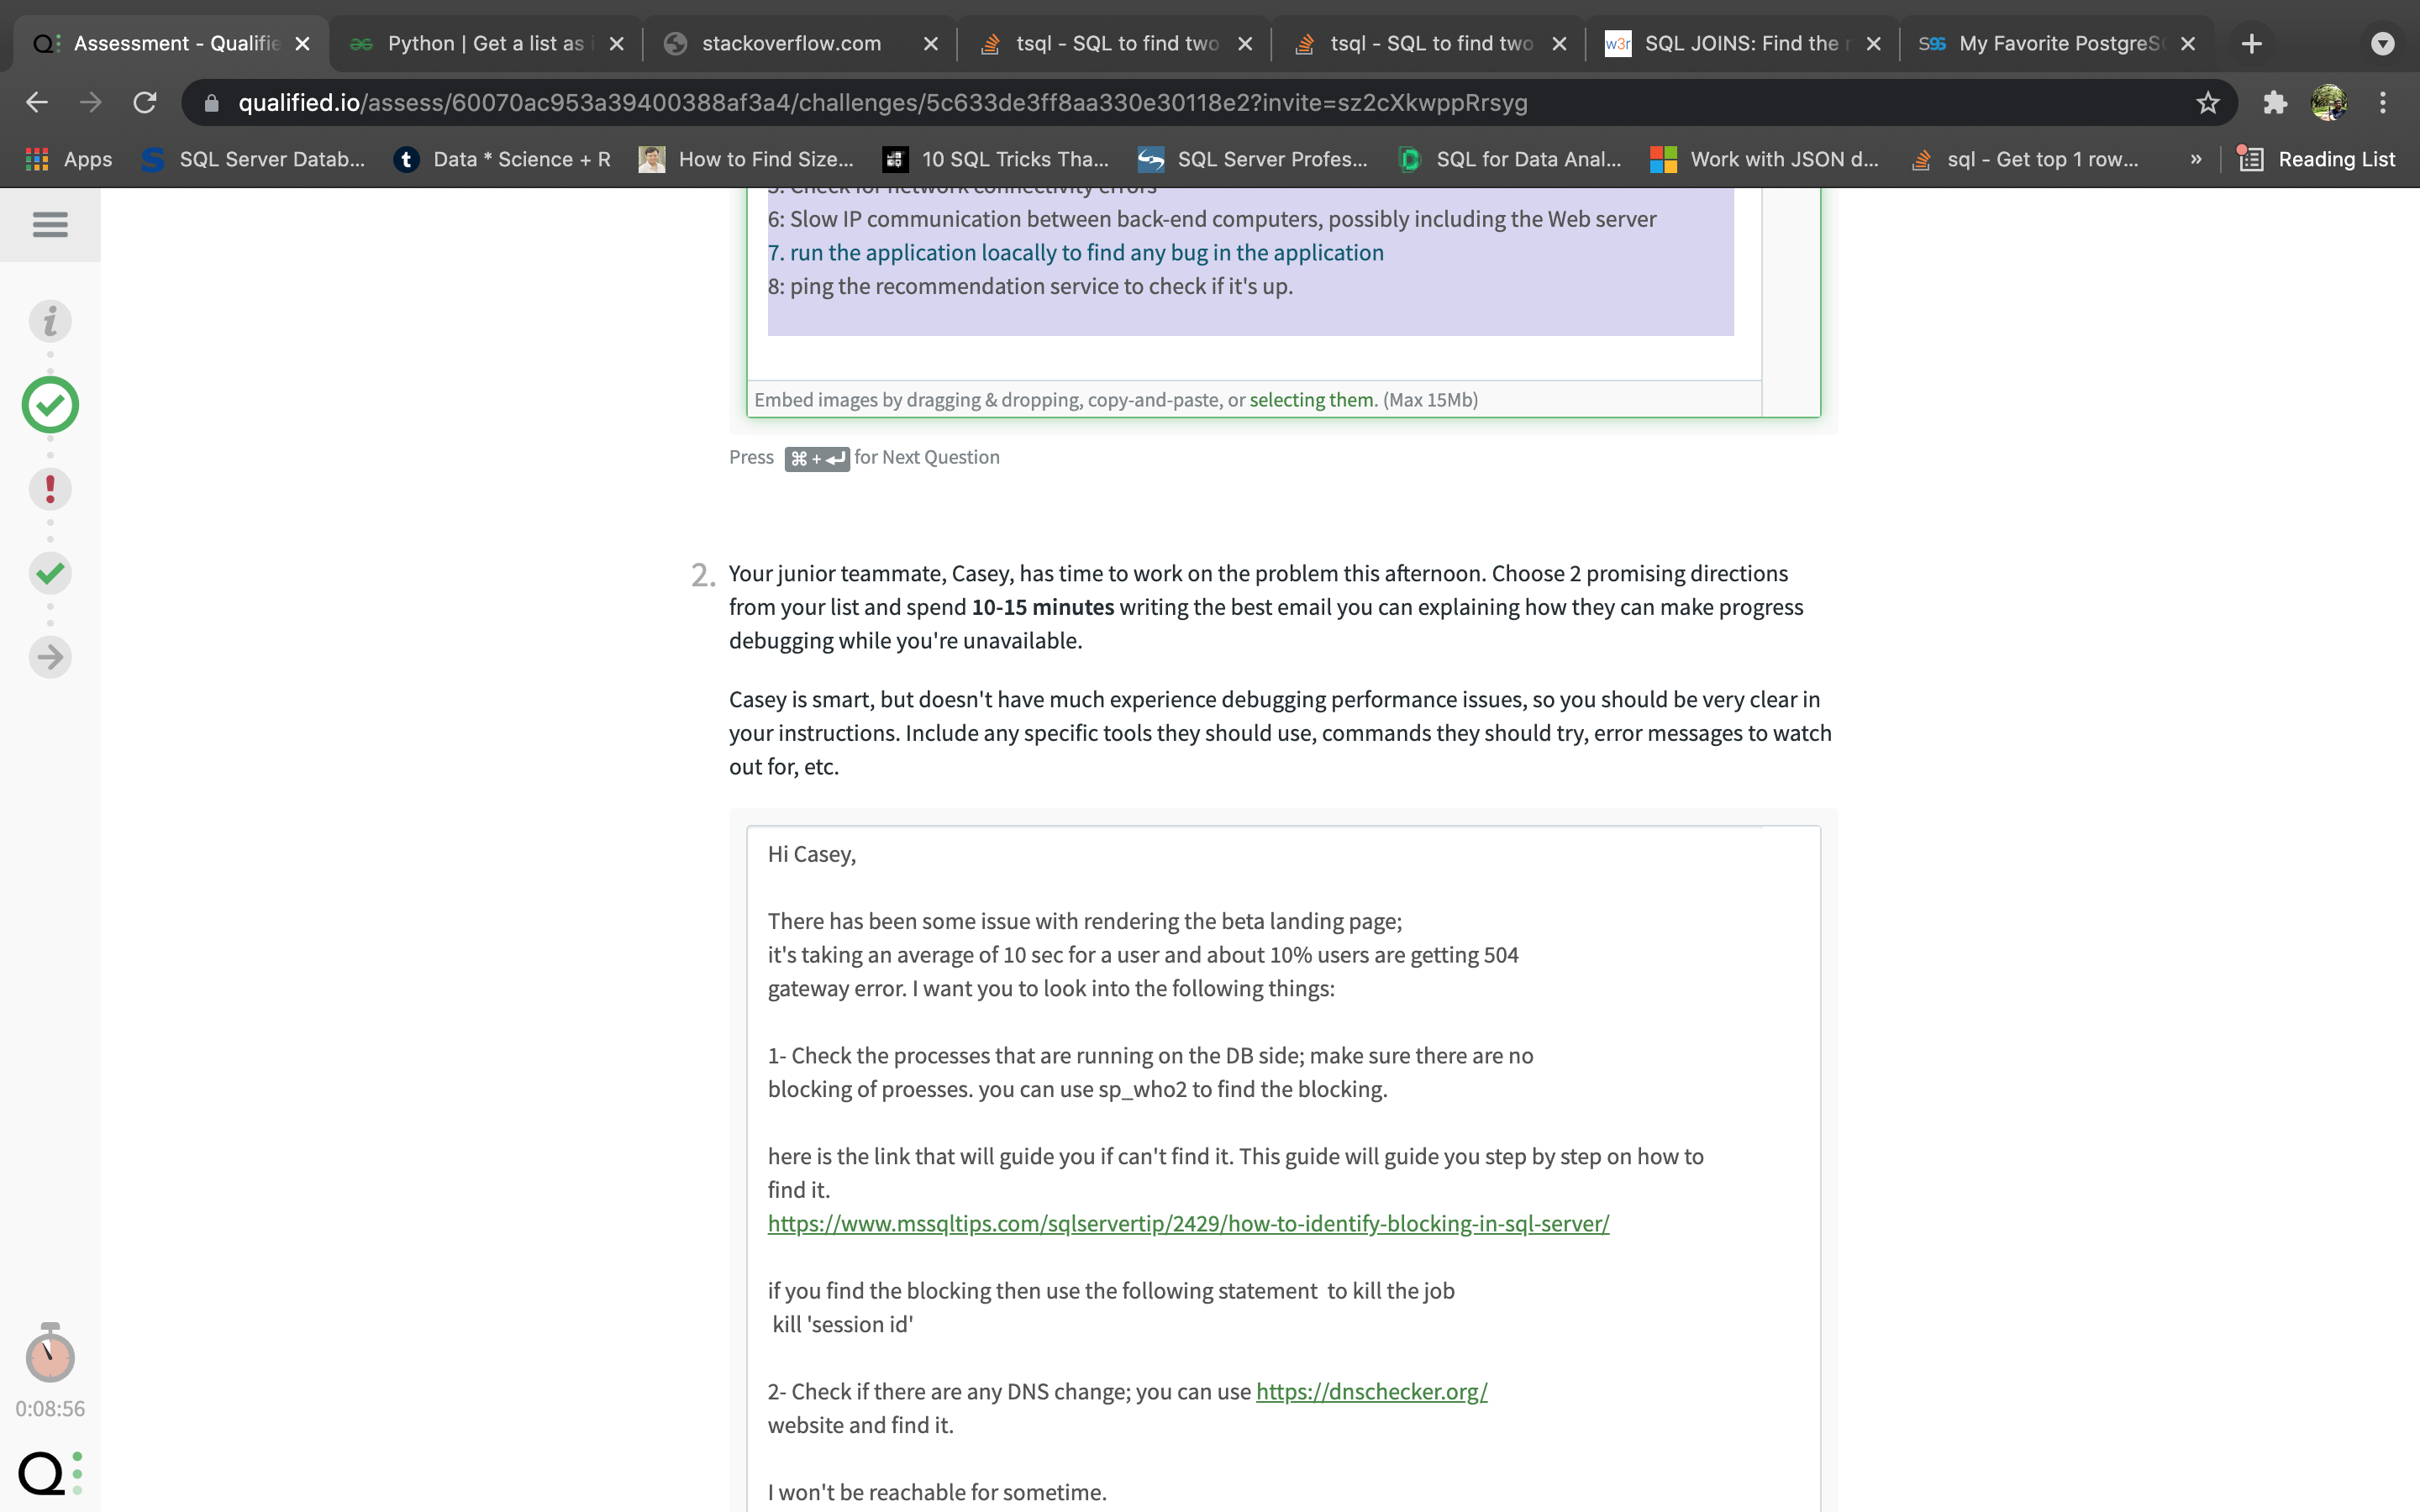 Assessment - Qualifie
Python | Get a list as i
stackoverflow.com
tsql - SQL to find two
tsql - SQL to find two
w3r SQL JOINS: Find the r
S95 My Favorite PostgreS
qualified.io/assess/60070ac953a39400388af3a4/challenges/5c633de3ff8aa330e30118e2?invite=sz2cXkwppRrsyg
Apps
SQL Server Datab...
t Data * Science + R
How to Find Size...
10 SQL Tricks Tha...
SQL Server Profes...
SQL for Data Anal...
Work with JSON d...
sql - Get top 1 row...
»
Reading List
5: Check for network connectivity errors
6: Slow IP communication between back-end computers, possibly including the Web server
7. run the application loacally to find any bug in the application
8: ping the recommendation service to check if it's up.
Embed images by dragging & dropping, copy-and-paste, or selecting them. (Max 15Mb)
Press ⌘ + ↵ for Next Question
2. Your junior teammate, Casey, has time to work on the problem this afternoon. Choose 2 promising directions
from your list and spend 10-15 minutes writing the best email you can explaining how they can make progress
debugging while you're unavailable.
Casey is smart, but doesn't have much experience debugging performance issues, so you should be very clear in
your instructions. Include any specific tools they should use, commands they should try, error messages to watch
out for, etc.
Hi Casey,
There has been some issue with rendering the beta landing page;
it's taking an average of 10 sec for a user and about 10% users are getting 504
gateway error. I want you to look into the following things:
1- Check the processes that are running on the DB side; make sure there are no
blocking of proesses. you can use sp_who2 to find the blocking.
here is the link that will guide you if can't find it. This guide will guide you step by step on how to
find it.
https://www.mssqltips.com/sqlservertip/2429/how-to-identify-blocking-in-sql-server/
if you find the blocking then use the following statement  to kill the job
kill 'session id'
2- Check if there are any DNS change; you can use https://dnschecker.org/
website and find it.
I won't be reachable for sometime.
0:08:56
Q